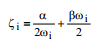 ζᵢ = α/2ωᵢ + βωᵢ/2